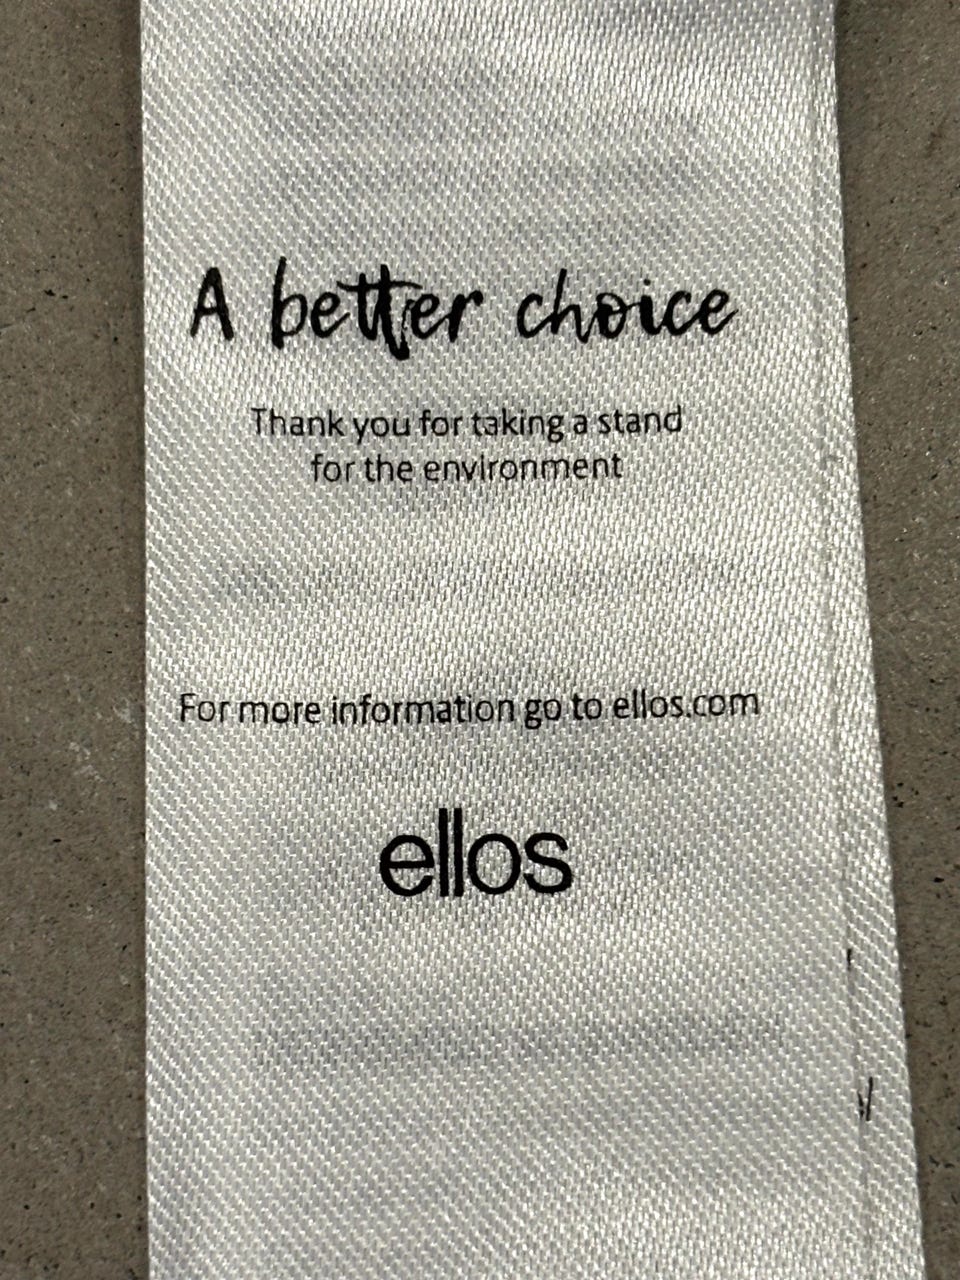 A better choice
Thank you for taking a stand
for the environment
For more information go to ellos.com
ellos